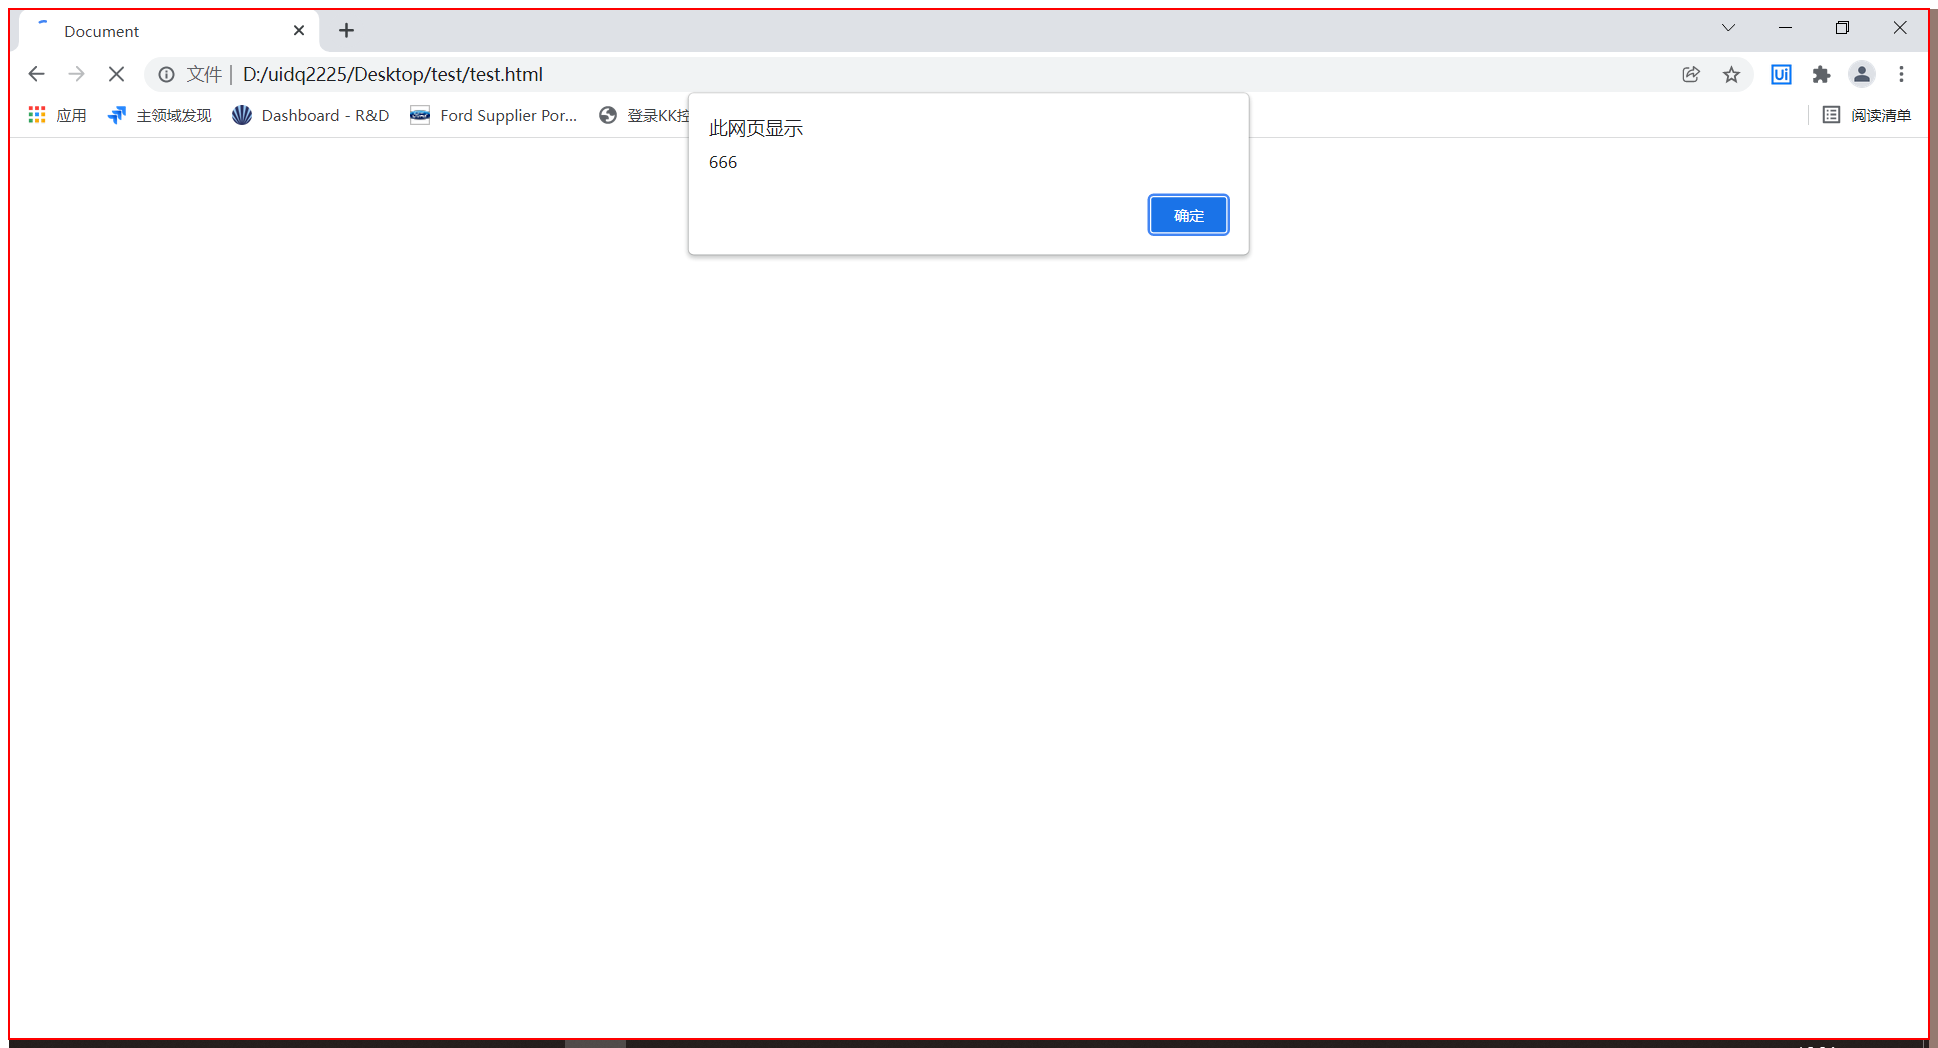 Document
文件 | D:/uidq2225/Desktop/test/test.html
Ui
应用 主领域发现 Dashboard - R&D Ford Supplier Por... 登录KK控 阅读清单
此网页显示
666
确定